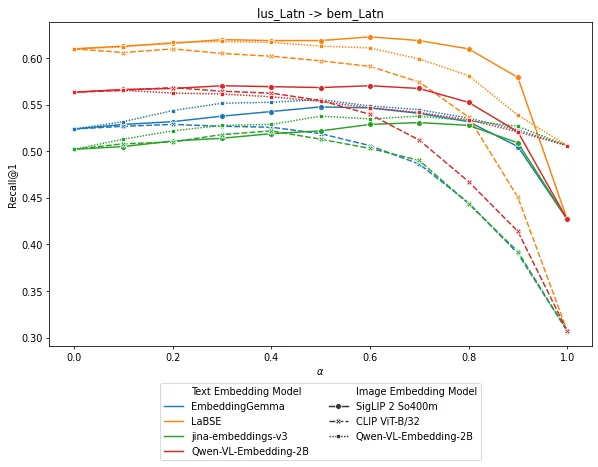 lus_Latn -> bem_Latn
Recall@1
0.60
0.55
0.50
0.45
0.40
0.35
0.30
0.0 0.2 0.4 0.6 0.8 1.0
α
Text Embedding Model Image Embedding Model
EmbeddingGemma SigLIP 2 So400m
LaBSE CLIP ViT-B/32
jina-embeddings-v3 Qwen-VL-Embedding-2B
Qwen-VL-Embedding-2B